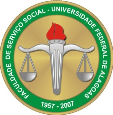 FACULDADE DE SERVIÇO SOCIAL - UNIVERSIDADE FEDERAL DE ALAGOAS
1957 - 2007